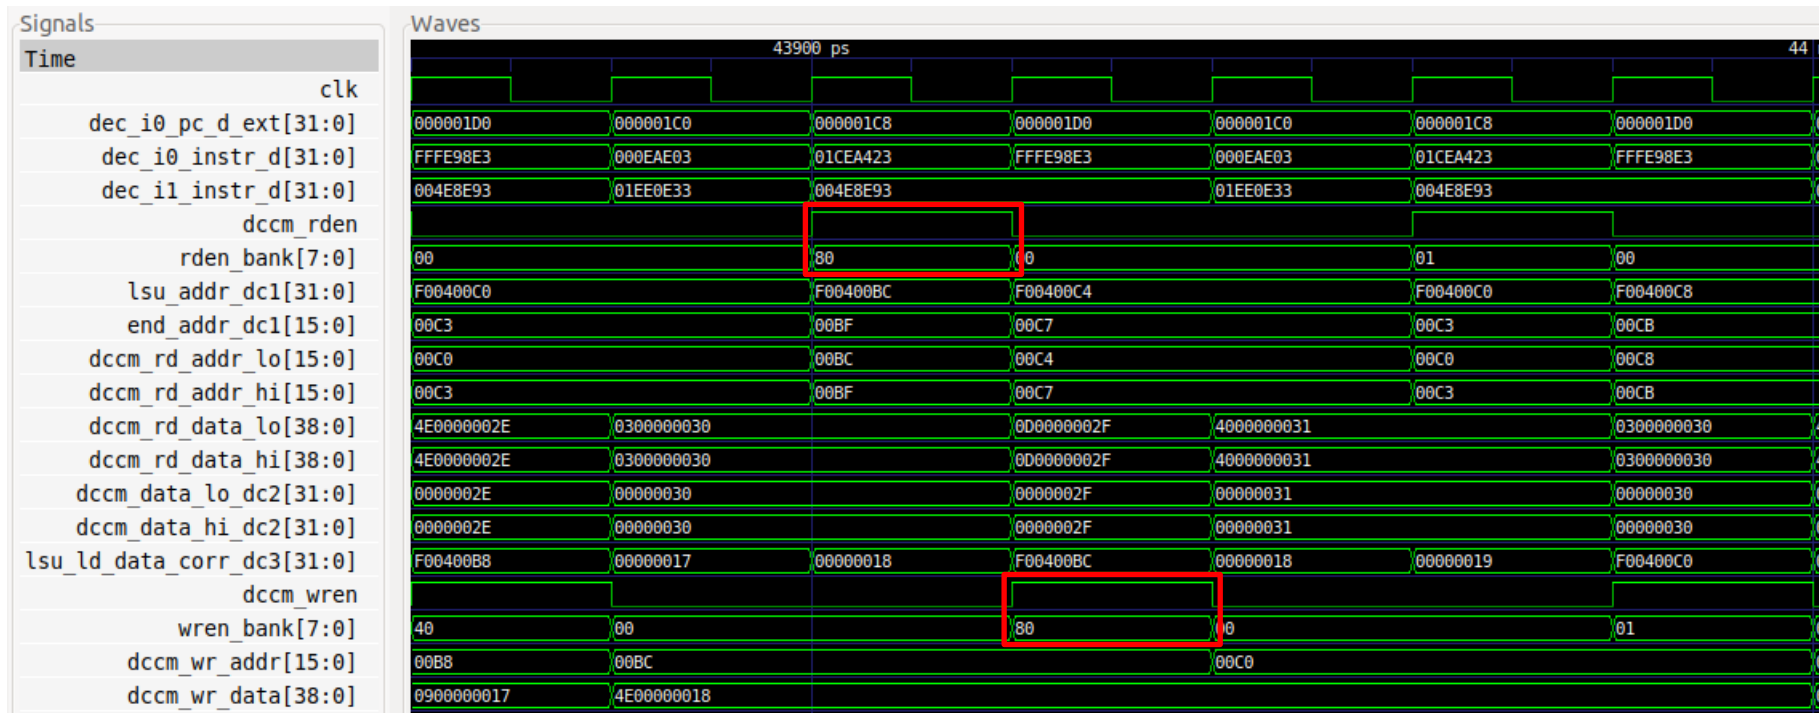 Signals Waves
Time 43900 ps 44
clk
dec_i0_pc_d_ext[31:0] 000001D0 000001C0 000001C8 000001D0 000001C0 000001C8 000001D0
dec_i0_instr_d[31:0] FFFE98E3 000EAE03 01CEA423 FFFE98E3 000EAE03 01CEA423 FFFE98E3
dec_i1_instr_d[31:0] 004E8E93 01EE0E33 004E8E93 01EE0E33 004E8E93
dccm_rden
rden_bank[7:0] 00 80 00 01 00
lsu_addr_dc1[31:0] F00400C0 F00400BC F00400C4 F00400C0 F00400C8
end_addr_dc1[15:0] 00C3 00BF 00C7 00C3 00CB
dccm_rd_addr_lo[15:0] 00C0 00BC 00C4 00C0 00C8
dccm_rd_addr_hi[15:0] 00C3 00BF 00C7 00C3 00CB
dccm_rd_data_lo[38:0] 4E0000002E 0300000030 0D0000002F 4000000031 0300000030
dccm_rd_data_hi[38:0] 4E0000002E 0300000030 0D0000002F 4000000031 0300000030
dccm_data_lo_dc2[31:0] 0000002E 00000030 0000002F 00000031 00000030
dccm_data_hi_dc2[31:0] 0000002E 00000030 0000002F 00000031 00000030
lsu_ld_data_corr_dc3[31:0] F00400B8 00000017 00000018 F00400BC 00000018 00000019 F00400C0
dccm_wren
wren_bank[7:0] 40 00 80 00 01
dccm_wr_addr[15:0] 00B8 00BC 00C0
dccm_wr_data[38:0] 0900000017 4E00000018